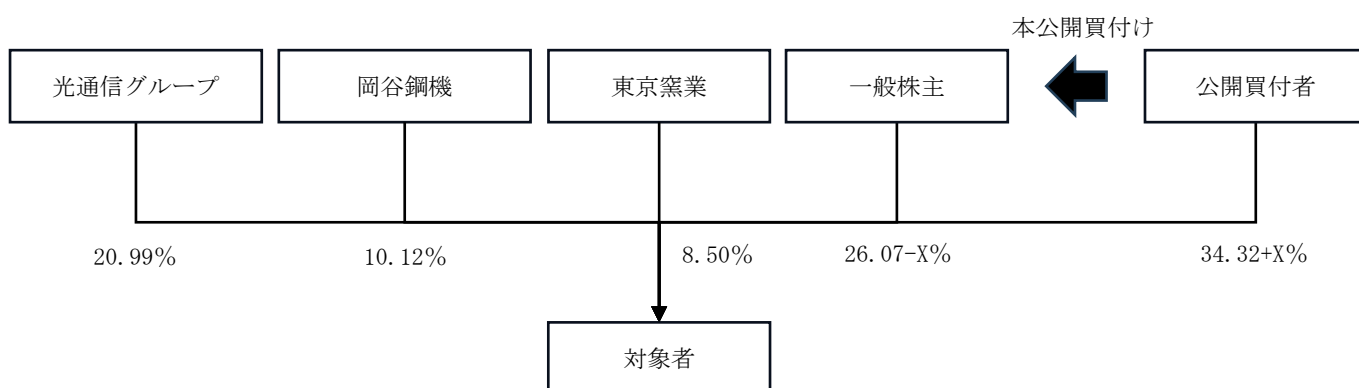 本公開買付け
光通信グループ
岡谷鋼機
東京窯業
一般株主
公開買付者
20.99%
10.12%
8.50%
26.07-X%
34.32+X%
対象者